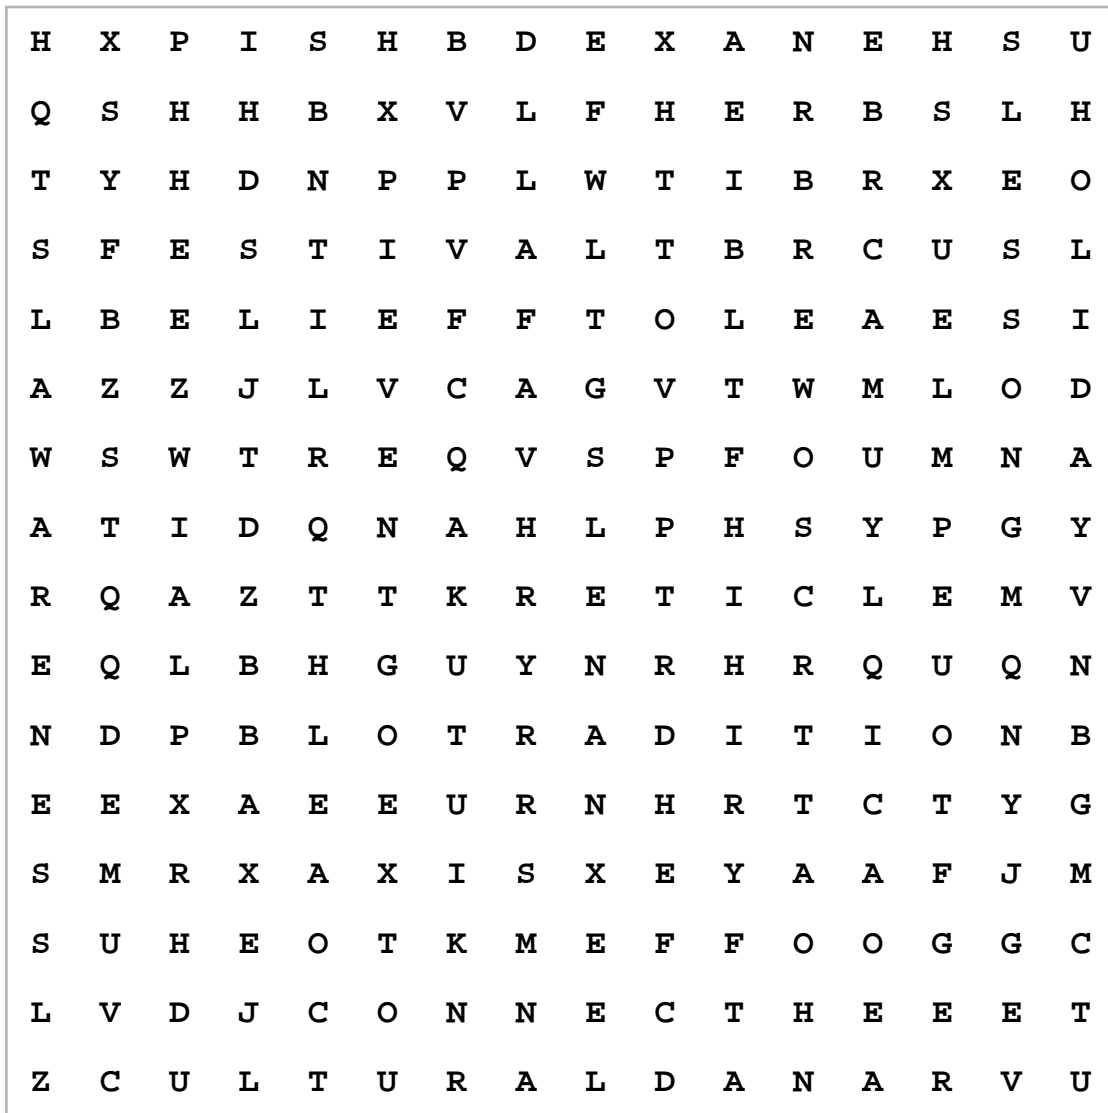 H X P I S H B D E X A N E H S U
Q S H H B X V L F H E R B S L H
T Y H D N P P L W T I B R X E O
S F E S T I V A L T B R C U S L
L B E L I E F F T O L E A E S I
A Z Z J L V C A G V T W M L O D
W S W T R E Q V S P F O U M N A
A T I D Q N A H L P H S Y P G Y
R Q A Z T T K R E T I C L E M V
E Q L B H G U Y N R H R Q U Q N
N D P B L O T R A D I T I O N B
E E X A E E U R N H R T C T Y G
S M R X A X I S X E Y A A F J M
S U H E O T K M E F F O O G G C
L V D J C O N N E C T H E E E T
Z C U L T U R A L D A N A R V U